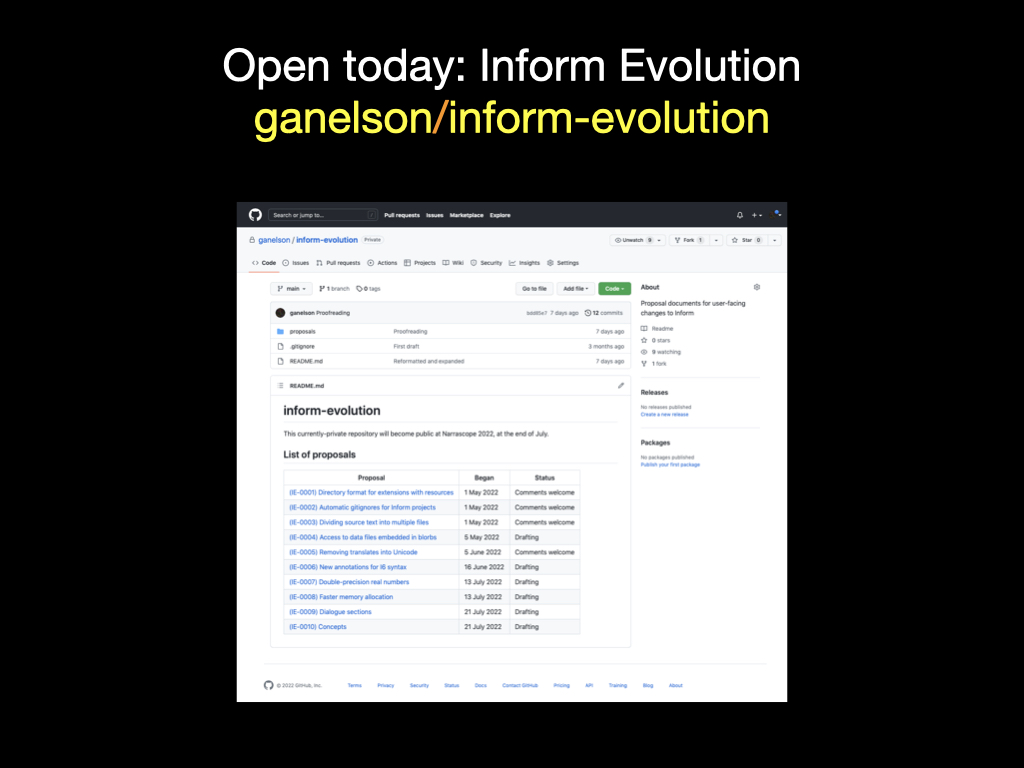 Open today: Inform Evolution
ganelson/inform-evolution
Search or jump to... /
Pull requests Issues Marketplace Explore
ganelson / inform-evolution Private
Unwatch 9 Fork 1 Star 0
Code Issues Pull requests Actions Projects Wiki Security Insights Settings
main 1 branch 0 tags
Go to file Add file Code
ganelson Proofreading
7 days ago 12 commits
proposals Proofreading 7 days ago
.gitignore First draft 3 months ago
README.md Reformatted and expanded 7 days ago
README.md
inform-evolution
This currently-private repository will become public at Narrascope 2022, at the end of July.
List of proposals
Proposal Began Status
(IE-0001) Directory format for extensions with resources 1 May 2022 Comments welcome
(IE-0002) Automatic gitignores for Inform projects 1 May 2022 Comments welcome
(IE-0003) Dividing source text into multiple files 1 May 2022 Comments welcome
(IE-0004) Access to data files embedded in blorbs 5 May 2022 Drafting
(IE-0005) Removing translates into Unicode 5 June 2022 Comments welcome
(IE-0006) New annotations for I6 syntax 16 June 2022 Drafting
(IE-0007) Double-precision real numbers 13 July 2022 Drafting
(IE-0008) Faster memory allocation 13 July 2022 Drafting
(IE-0009) Dialogue sections 21 July 2022 Drafting
(IE-0010) Concepts 21 July 2022 Drafting
About
Proposal documents for user-facing
changes to Inform
Readme
0 stars
9 watching
1 fork
Releases
No releases published
Create a new release
Packages
No packages published
Publish your first package
© 2022 GitHub, Inc. Terms Privacy Security Status Docs Contact GitHub Pricing API Training Blog About